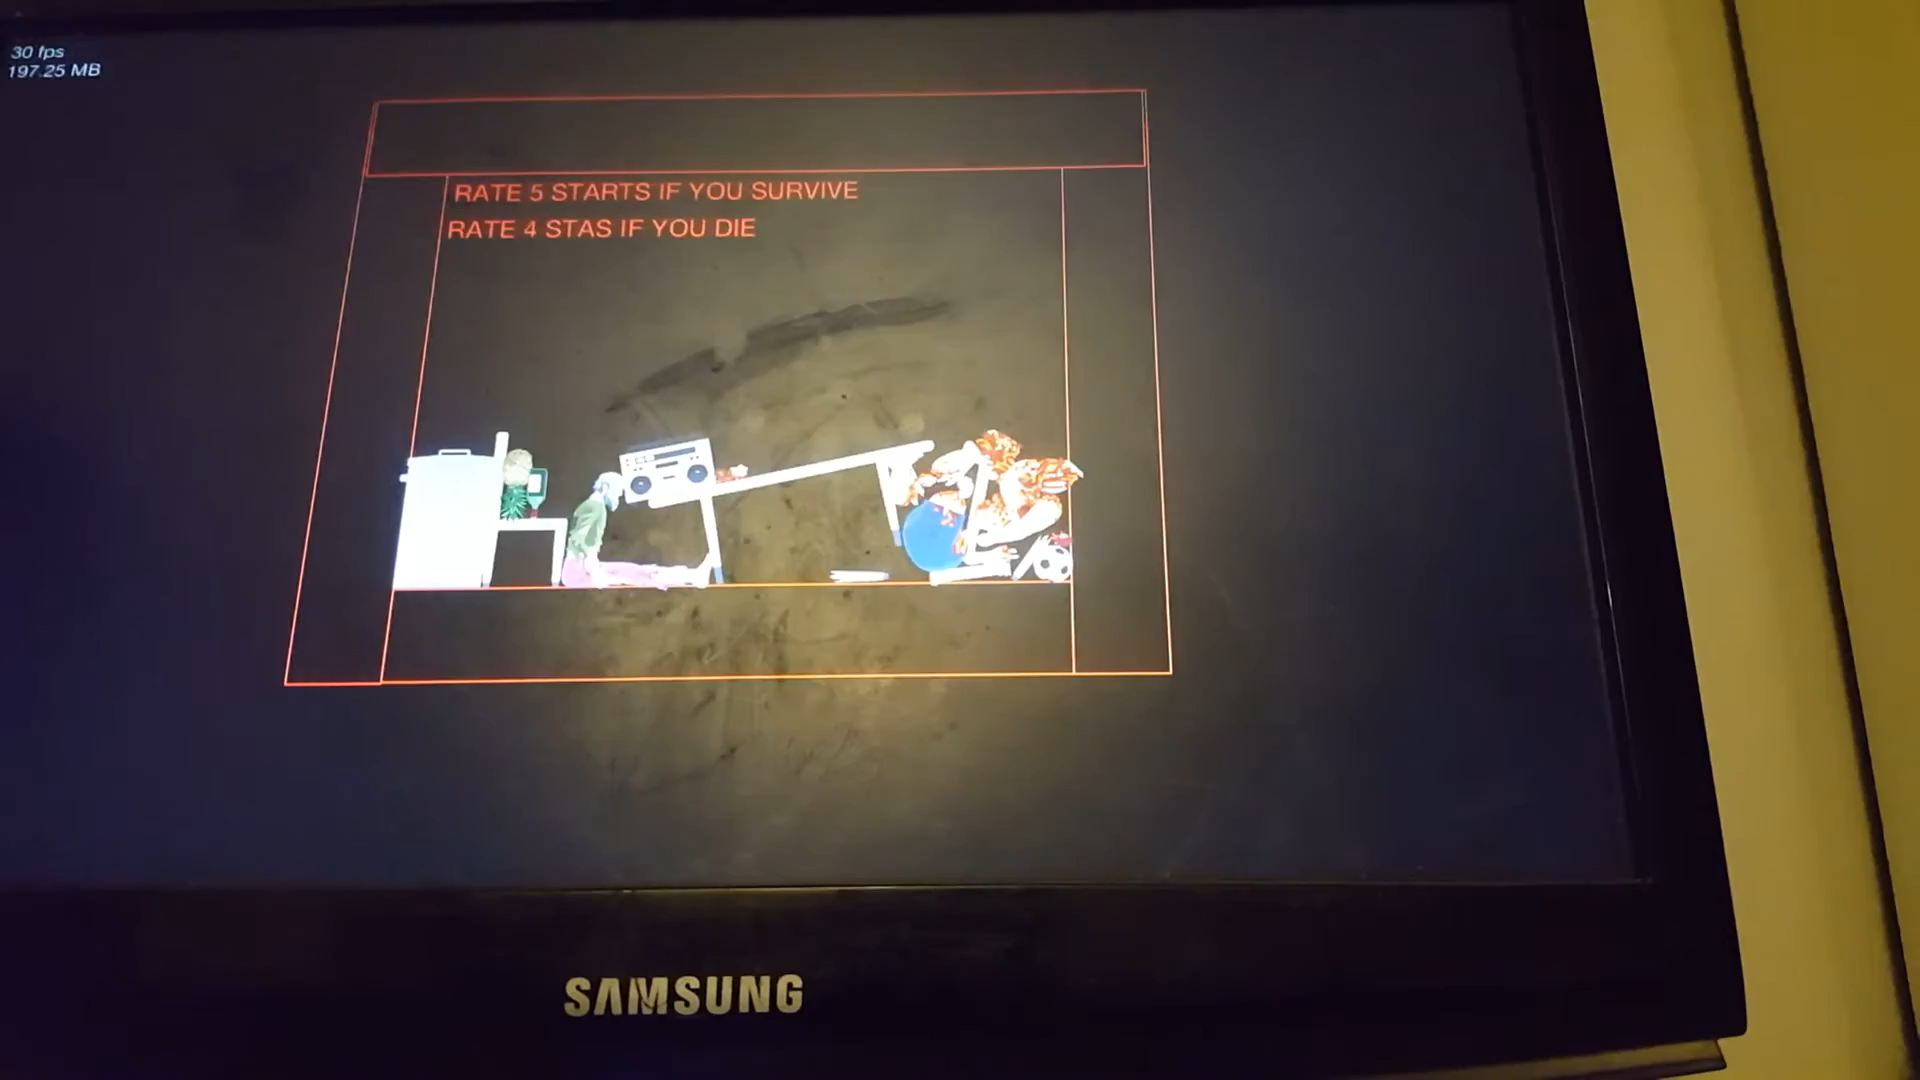 30 fps
197.25 MB
RATE 5 STARTS IF YOU SURVIVE
RATE 4 STAS IF YOU DIE
SAMSUNG